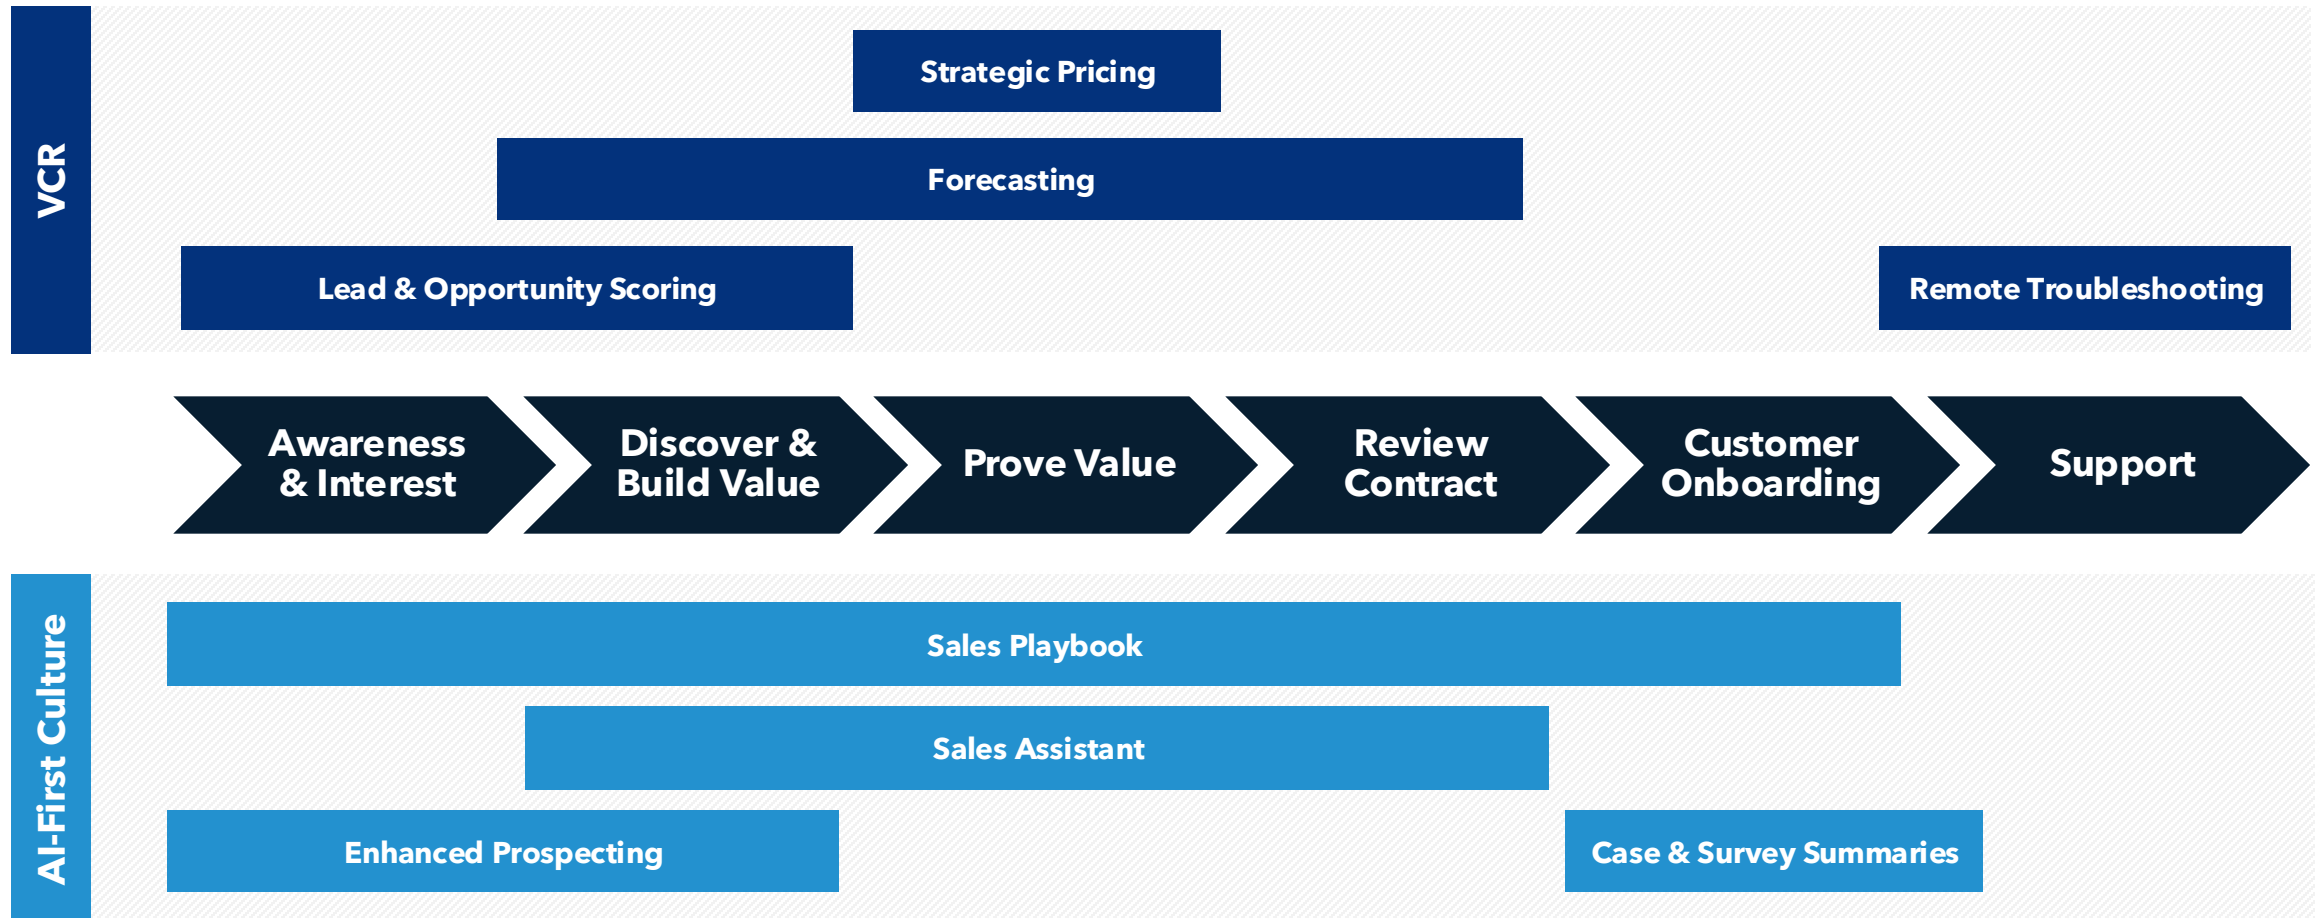 VCR
Strategic Pricing
Forecasting
Lead & Opportunity Scoring
Remote Troubleshooting
Awareness
& Interest
Discover &
Build Value
Prove Value
Review
Contract
Customer
Onboarding
Support
AI-First Culture
Sales Playbook
Sales Assistant
Enhanced Prospecting
Case & Survey Summaries